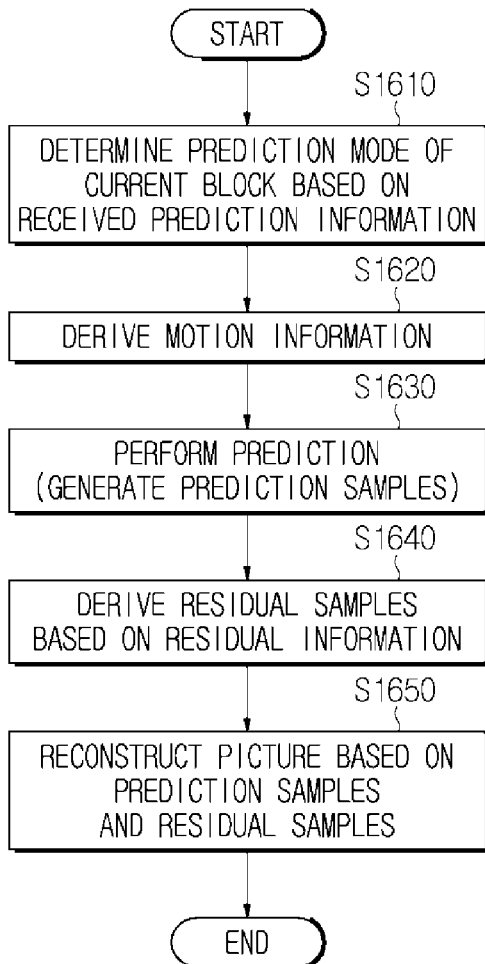 START
S1610
DETERMINE PREDICTION MODE OF
CURRENT BLOCK BASED ON
RECEIVED PREDICTION INFORMATION
S1620
DERIVE MOTION INFORMATION
S1630
PERFORM PREDICTION
(GENERATE PREDICTION SAMPLES)
S1640
DERIVE RESIDUAL SAMPLES
BASED ON RESIDUAL INFORMATION
S1650
RECONSTRUCT PICTURE BASED ON
PREDICTION SAMPLES
AND RESIDUAL SAMPLES
END